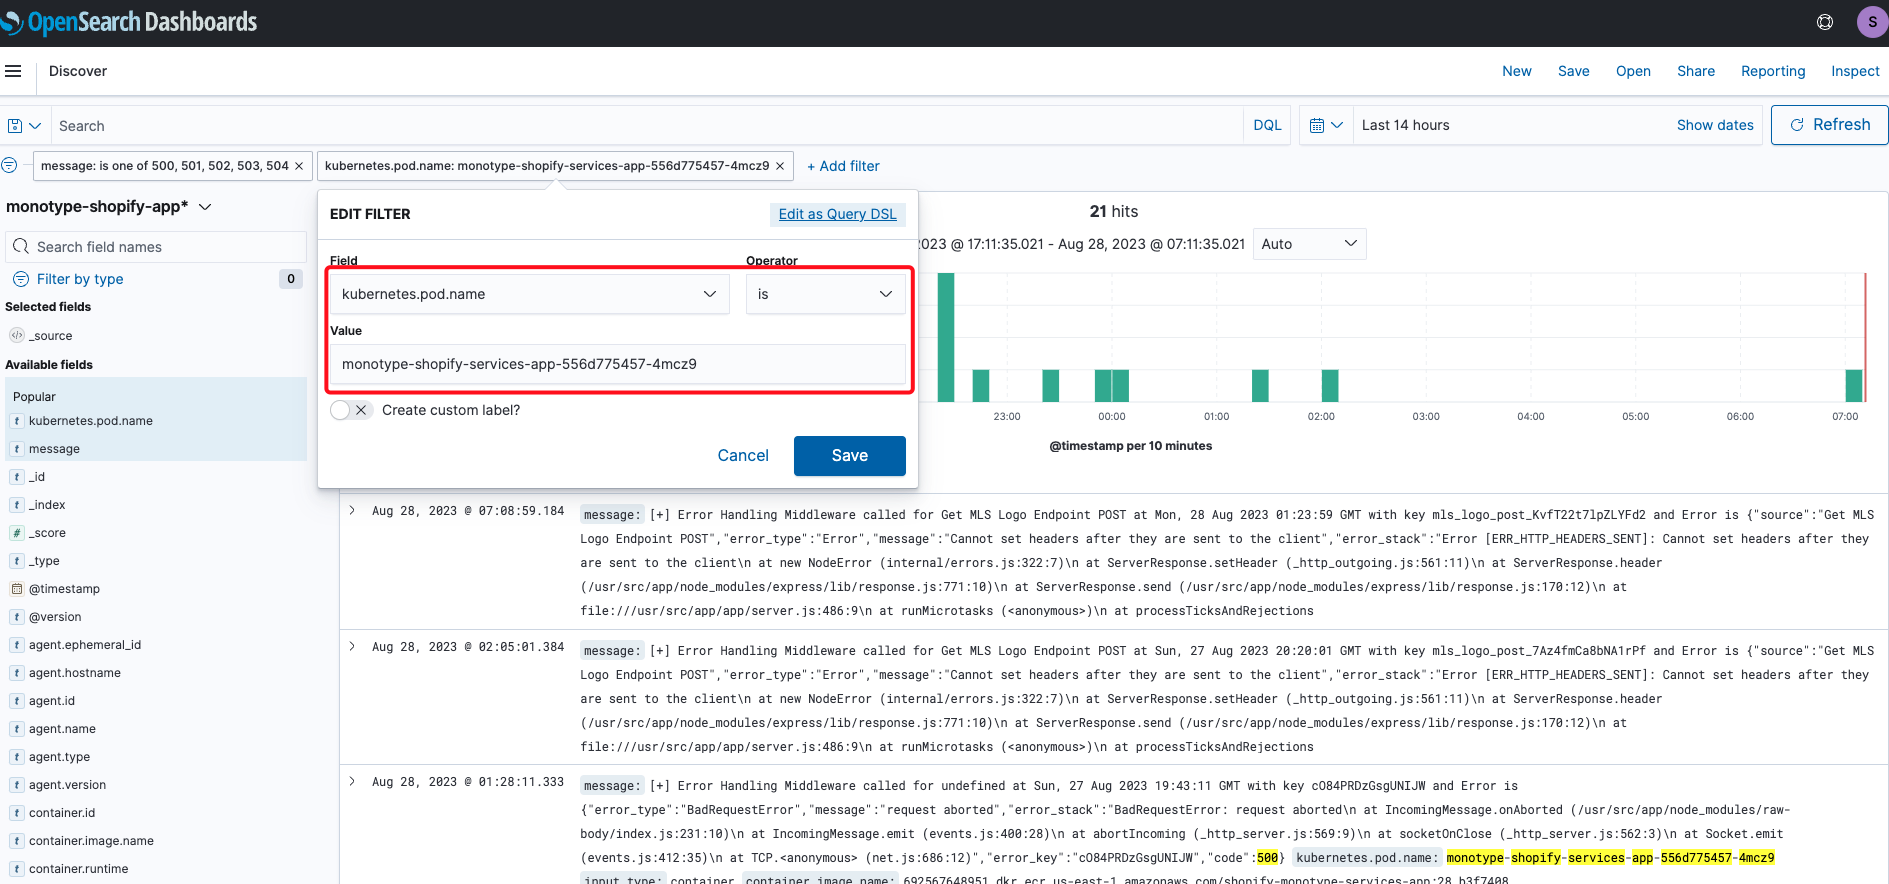 OpenSearch Dashboards
S
Discover
New Save Open Share Reporting Inspect
Search
DQL
Last 14 hours
Show dates
Refresh
message: is one of 500, 501, 502, 503, 504 ×
kubernetes.pod.name: monotype-shopify-services-app-556d775457-4mcz9 ×
+ Add filter
monotype-shopify-app*
Search field names
Filter by type 0
Selected fields
_source
Available fields
Popular
t kubernetes.pod.name
t message
t _id
t _index
# _score
t _type
@timestamp
t @version
t agent.ephemeral_id
t agent.hostname
t agent.id
t agent.name
t agent.type
t agent.version
t container.id
t container.image.name
t container.runtime
EDIT FILTER
Edit as Query DSL
Field
Operator
kubernetes.pod.name
is
Value
monotype-shopify-services-app-556d775457-4mcz9
Create custom label?
Cancel
Save
21 hits
2023 @ 17:11:35.021 - Aug 28, 2023 @ 07:11:35.021
Auto
23:00 00:00 01:00 02:00 03:00 04:00 05:00 06:00 07:00
@timestamp per 10 minutes
Aug 28, 2023 @ 07:08:59.184
message: [+] Error Handling Middleware called for Get MLS Logo Endpoint POST at Mon, 28 Aug 2023 01:23:59 GMT with key mls_logo_post_KvfT22t7lpZLYFd2 and Error is {"source":"Get MLS
Logo Endpoint POST","error_type":"Error","message":"Cannot set headers after they are sent to the client","error_stack":"Error [ERR_HTTP_HEADERS_SENT]: Cannot set headers after they
are sent to the client\n at new NodeError (internal/errors.js:322:7)\n at ServerResponse.setHeader (_http_outgoing.js:561:11)\n at ServerResponse.header
(/usr/src/app/node_modules/express/lib/response.js:771:10)\n at ServerResponse.send (/usr/src/app/node_modules/express/lib/response.js:170:12)\n at
file:///usr/src/app/app/server.js:486:9\n at runMicrotasks (<anonymous>)\n at processTicksAndRejections
Aug 28, 2023 @ 02:05:01.384
message: [+] Error Handling Middleware called for Get MLS Logo Endpoint POST at Sun, 27 Aug 2023 20:20:01 GMT with key mls_logo_post_7Az4fmCa8bNA1rPf and Error is {"source":"Get MLS
Logo Endpoint POST","error_type":"Error","message":"Cannot set headers after they are sent to the client","error_stack":"Error [ERR_HTTP_HEADERS_SENT]: Cannot set headers after they
are sent to the client\n at new NodeError (internal/errors.js:322:7)\n at ServerResponse.setHeader (_http_outgoing.js:561:11)\n at ServerResponse.header
(/usr/src/app/node_modules/express/lib/response.js:771:10)\n at ServerResponse.send (/usr/src/app/node_modules/express/lib/response.js:170:12)\n at
file:///usr/src/app/app/server.js:486:9\n at runMicrotasks (<anonymous>)\n at processTicksAndRejections
Aug 28, 2023 @ 01:28:11.333
message: [+] Error Handling Middleware called for undefined at Sun, 27 Aug 2023 19:43:11 GMT with key cO84PRDzGsgUNIJW and Error is
{"error_type":"BadRequestError","message":"request aborted","error_stack":"BadRequestError: request aborted\n at IncomingMessage.onAborted (/usr/src/app/node_modules/raw-
body/index.js:231:10)\n at IncomingMessage.emit (events.js:400:28)\n at abortIncoming (_http_server.js:569:9)\n at socketOnClose (_http_server.js:562:3)\n at Socket.emit
(events.js:412:35)\n at TCP.<anonymous> (net.js:686:12)","error_key":"cO84PRDzGsgUNIJW","code":500} kubernetes.pod.name: monotype-shopify-services-app-556d775457-4mcz9
input.type: container container.image.name: 692567648951.dkr.ecr.us-east-1.amazonaws.com/shopify-monotype-services-app:28.b3f7408